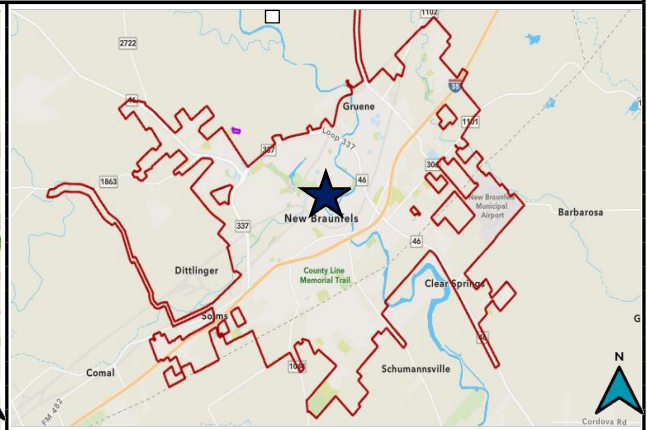 1102
2722
46
35
Gruene
1101
Loop 337
337
306
1863
46
New Braunfels
Municipal
Airport
Barbarosa
New Braunfels
337
46
Dittlinger
County Line
Memorial Trail
Clear Springs
Solms
46
Comal
Schumannsville
N
FM 482
Cordova Rd